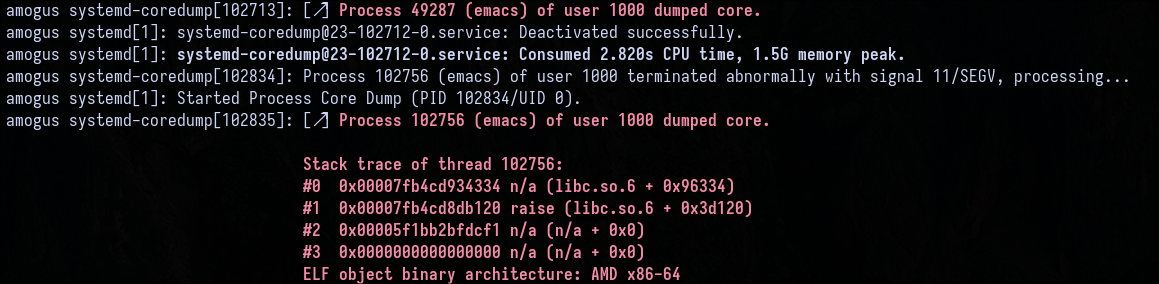 amogus systemd-coredump[102713]: [🡕] Process 49287 (emacs) of user 1000 dumped core.
amogus systemd[1]: systemd-coredump@23-102712-0.service: Deactivated successfully.
amogus systemd[1]: systemd-coredump@23-102712-0.service: Consumed 2.820s CPU time, 1.5G memory peak.
amogus systemd-coredump[102834]: Process 102756 (emacs) of user 1000 terminated abnormally with signal 11/SEGV, processing...
amogus systemd[1]: Started Process Core Dump (PID 102834/UID 0).
amogus systemd-coredump[102835]: [🡕] Process 102756 (emacs) of user 1000 dumped core.
Stack trace of thread 102756:
#0  0x00007fb4cd934334 n/a (libc.so.6 + 0x96334)
#1  0x00007fb4cd8db120 raise (libc.so.6 + 0x3d120)
#2  0x00005f1bb2bfdcf1 n/a (n/a + 0x0)
#3  0x0000000000000000 n/a (n/a + 0x0)
ELF object binary architecture: AMD x86-64